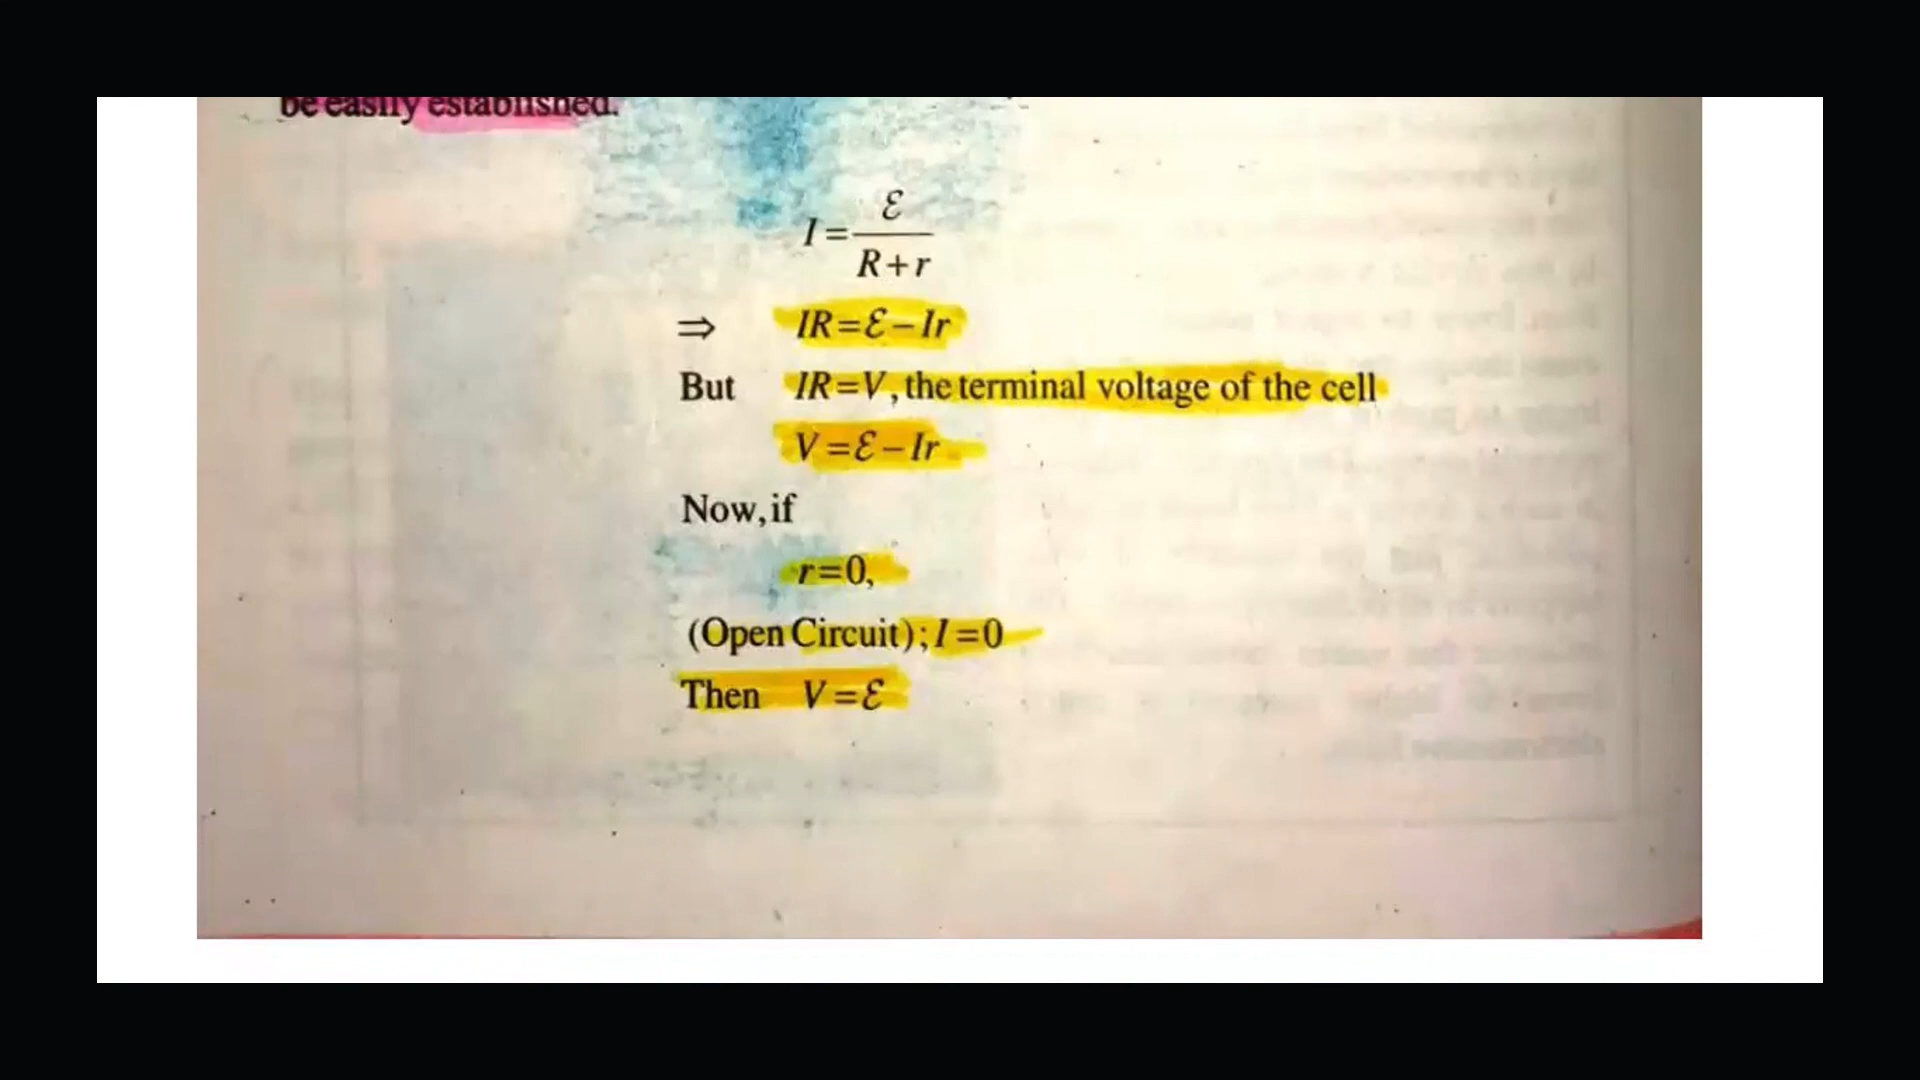 be easily established.
I = ℰ / R + r
⇒ IR = ℰ – Ir
But IR = V, the terminal voltage of the cell
V = ℰ – Ir
Now, if
r = 0,
(Open Circuit); I = 0
Then V = ℰ